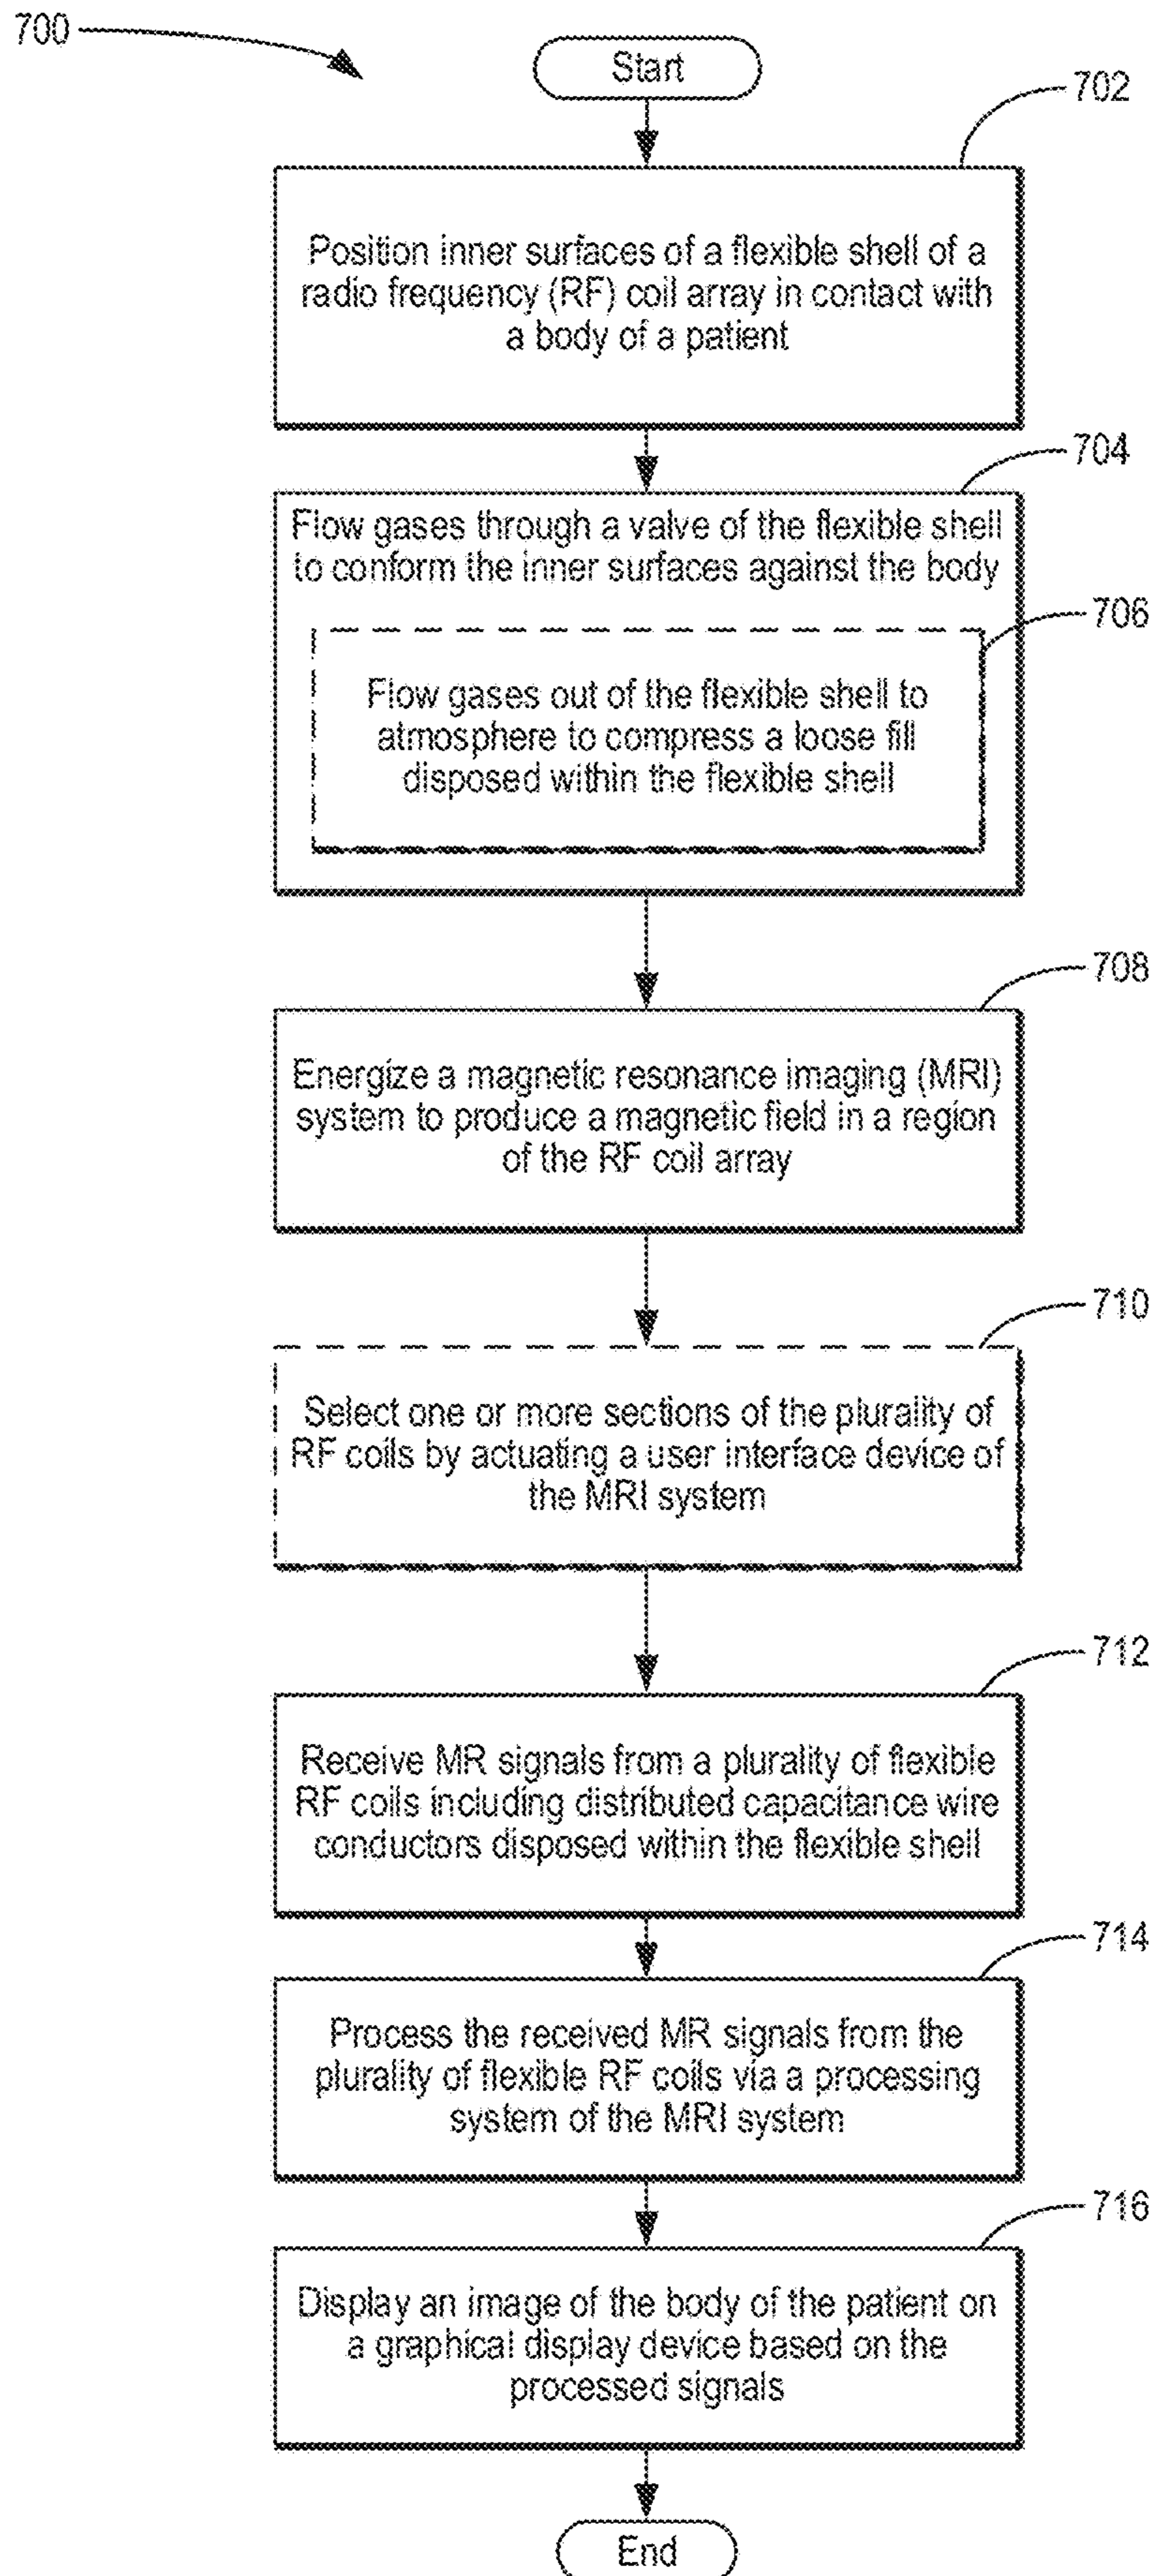 700
Start
702
Position inner surfaces of a flexible shell of a
radio frequency (RF) coil array in contact with
a body of a patient
704
Flow gases through a valve of the flexible shell
to conform the inner surfaces against the body
706
Flow gases out of the flexible shell to
atmosphere to compress a loose fill
disposed within the flexible shell
708
Energize a magnetic resonance imaging (MRI)
system to produce a magnetic field in a region
of the RF coil array
710
Select one or more sections of the plurality of
RF coils by actuating a user interface device of
the MRI system
712
Receive MR signals from a plurality of flexible
RF coils including distributed capacitance wire
conductors disposed within the flexible shell
714
Process the received MR signals from the
plurality of flexible RF coils via a processing
system of the MRI system
716
Display an image of the body of the patient on
a graphical display device based on the
processed signals
End